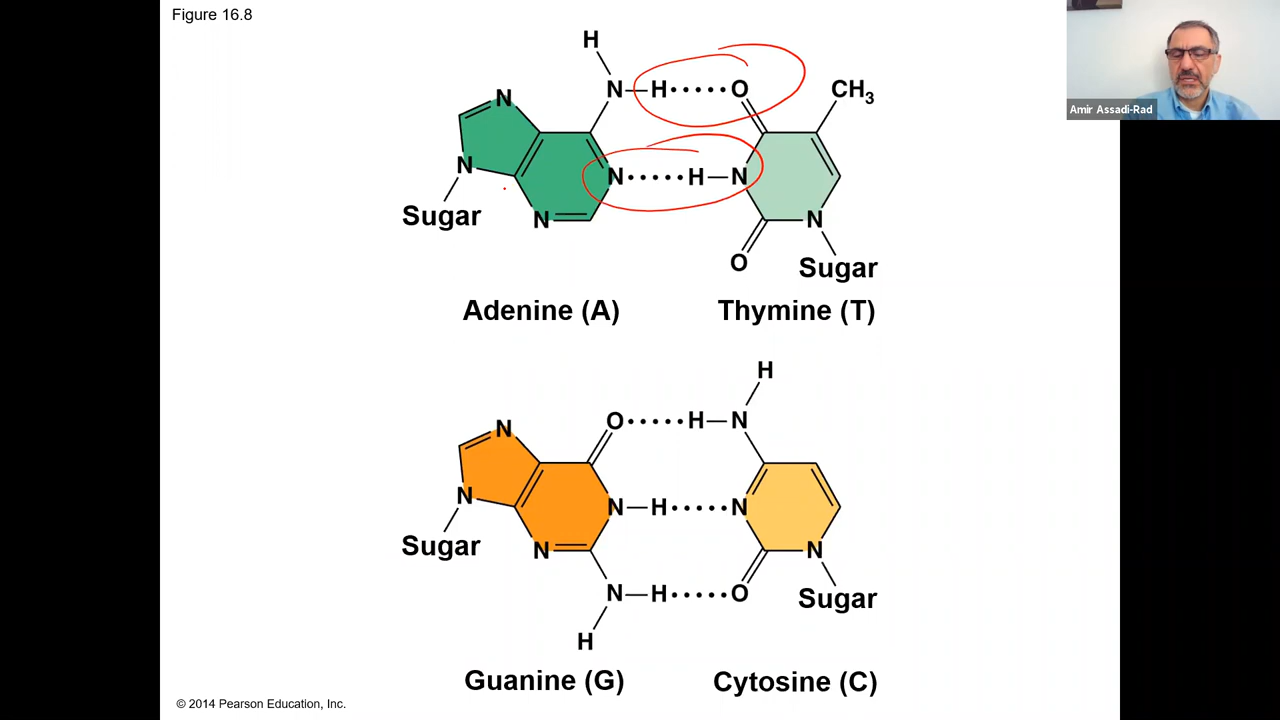 Figure 16.8
Amir Assadi-Rad
H
N H O CH3
N
N N H N
N N
Sugar O Sugar
Adenine (A) Thymine (T)
H
O H N
N
N N H N
N N
Sugar N H O Sugar
H
Guanine (G) Cytosine (C)
© 2014 Pearson Education, Inc.